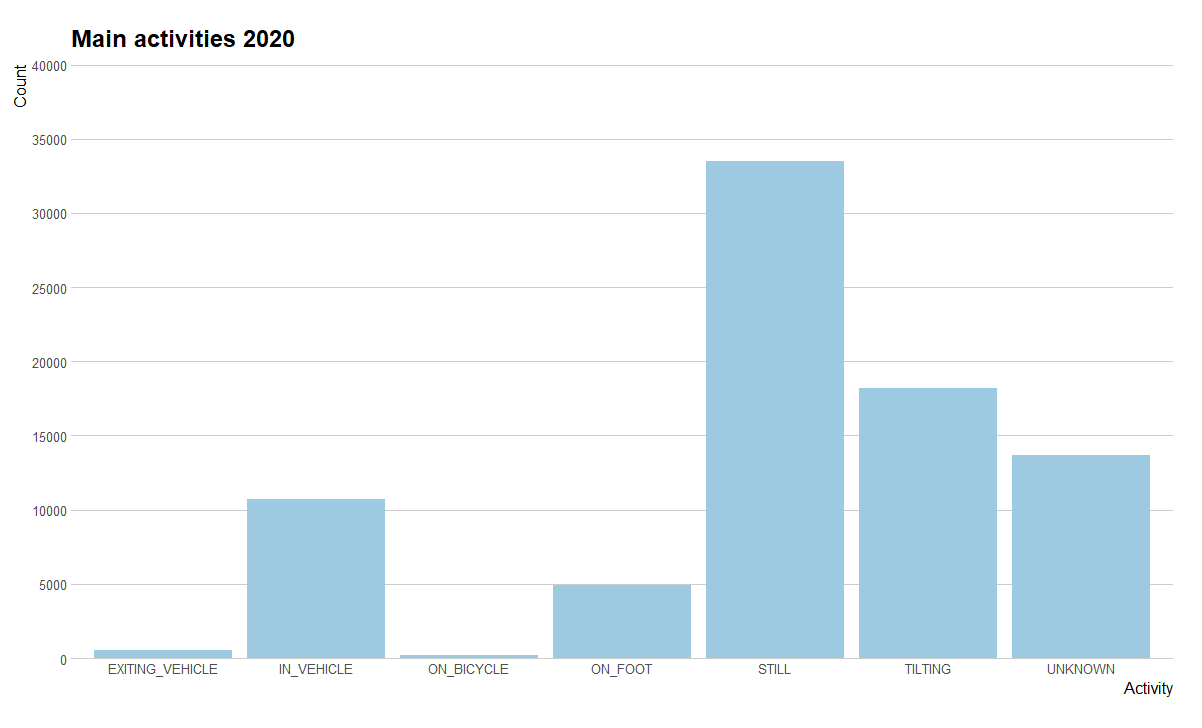 Main activities 2020
Count
40000
35000
30000
25000
20000
15000
10000
5000
0
EXITING_VEHICLE IN_VEHICLE ON_BICYCLE ON_FOOT STILL TILTING UNKNOWN
Activity